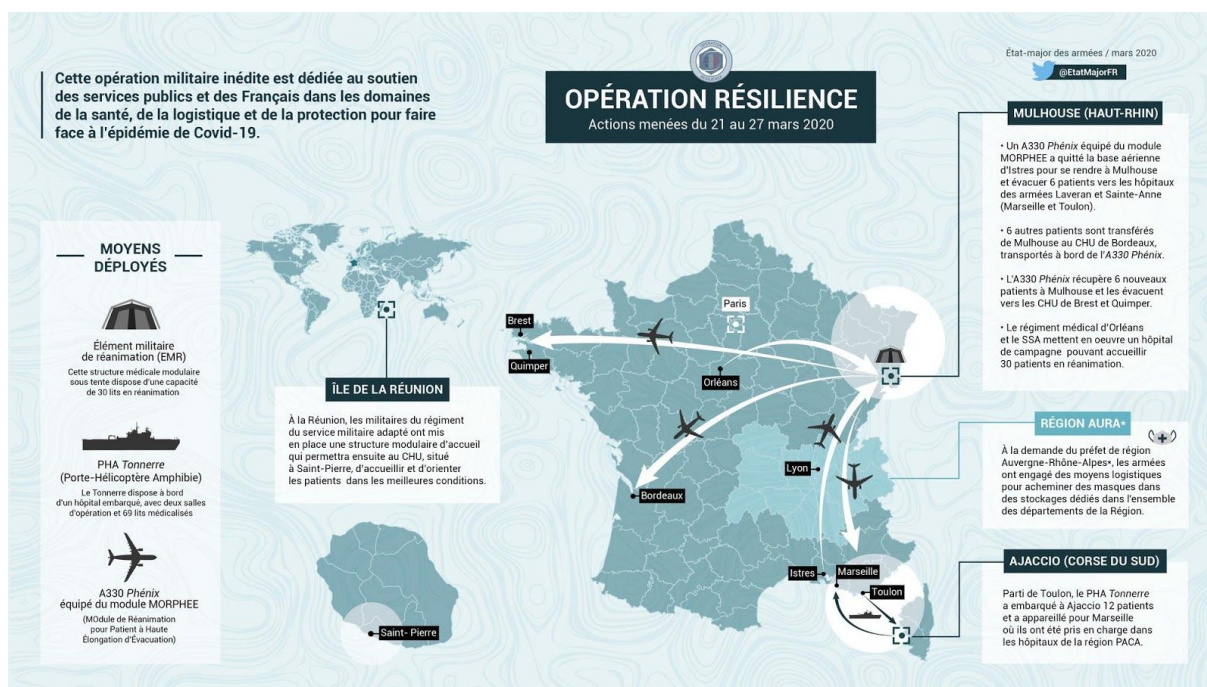 Cette opération militaire inédite est dédiée au soutien
des services publics et des Français dans les domaines
de la santé, de la logistique et de la protection pour faire
face à l'épidémie de Covid-19.
OPÉRATION RÉSILIENCE
Actions menées du 21 au 27 mars 2020
État-major des armées / mars 2020
@EtatMajorFR
MOYENS
DÉPLOYÉS
Élément militaire
de réanimation (EMR)
Cette structure médicale modulaire
sous tente dispose d'une capacité
de 30 lits en réanimation
PHA Tonnerre
(Porte-Hélicoptère Amphibie)
Le Tonnerre dispose à bord
d'un hôpital embarqué, avec deux salles
d'opération et 69 lits médicalisés
A330 Phénix
équipé du module MORPHEE
(MOdule de Réanimation
pour Patient à Haute
Élongation d'Évacuation)
ÎLE DE LA RÉUNION
À la Réunion, les militaires du régiment
du service militaire adapté ont mis
en place une structure modulaire d'accueil
qui permettra ensuite au CHU, situé
à Saint-Pierre, d'accueillir et d'orienter
les patients dans les meilleures conditions.
Saint- Pierre
Paris
Brest
Quimper
Orléans
Lyon
Bordeaux
Istres
Marseille
Toulon
MULHOUSE (HAUT-RHIN)
• Un A330 Phénix équipé du module
MORPHEE a quitté la base aérienne
d'Istres pour se rendre à Mulhouse
et évacuer 6 patients vers les hôpitaux
des armées Laveran et Sainte-Anne
(Marseille et Toulon).
• 6 autres patients sont transférés
de Mulhouse au CHU de Bordeaux,
transportés à bord de l'A330 Phénix.
• L'A330 Phénix récupère 6 nouveaux
patients à Mulhouse et les évacuent
vers les CHU de Brest et Quimper.
• Le régiment médical d'Orléans
et le SSA mettent en oeuvre un hôpital
de campagne pouvant accueillir
30 patients en réanimation.
RÉGION AURA*
À la demande du préfet de région
Auvergne-Rhône-Alpes*, les armées
ont engagé des moyens logistiques
pour acheminer des masques dans
des stockages dédiés dans l'ensemble
des départements de la Région.
AJACCIO (CORSE DU SUD)
Parti de Toulon, le PHA Tonnerre
a embarqué à Ajaccio 12 patients
et a appareillé pour Marseille
où ils ont été pris en charge dans
les hôpitaux de la région PACA.